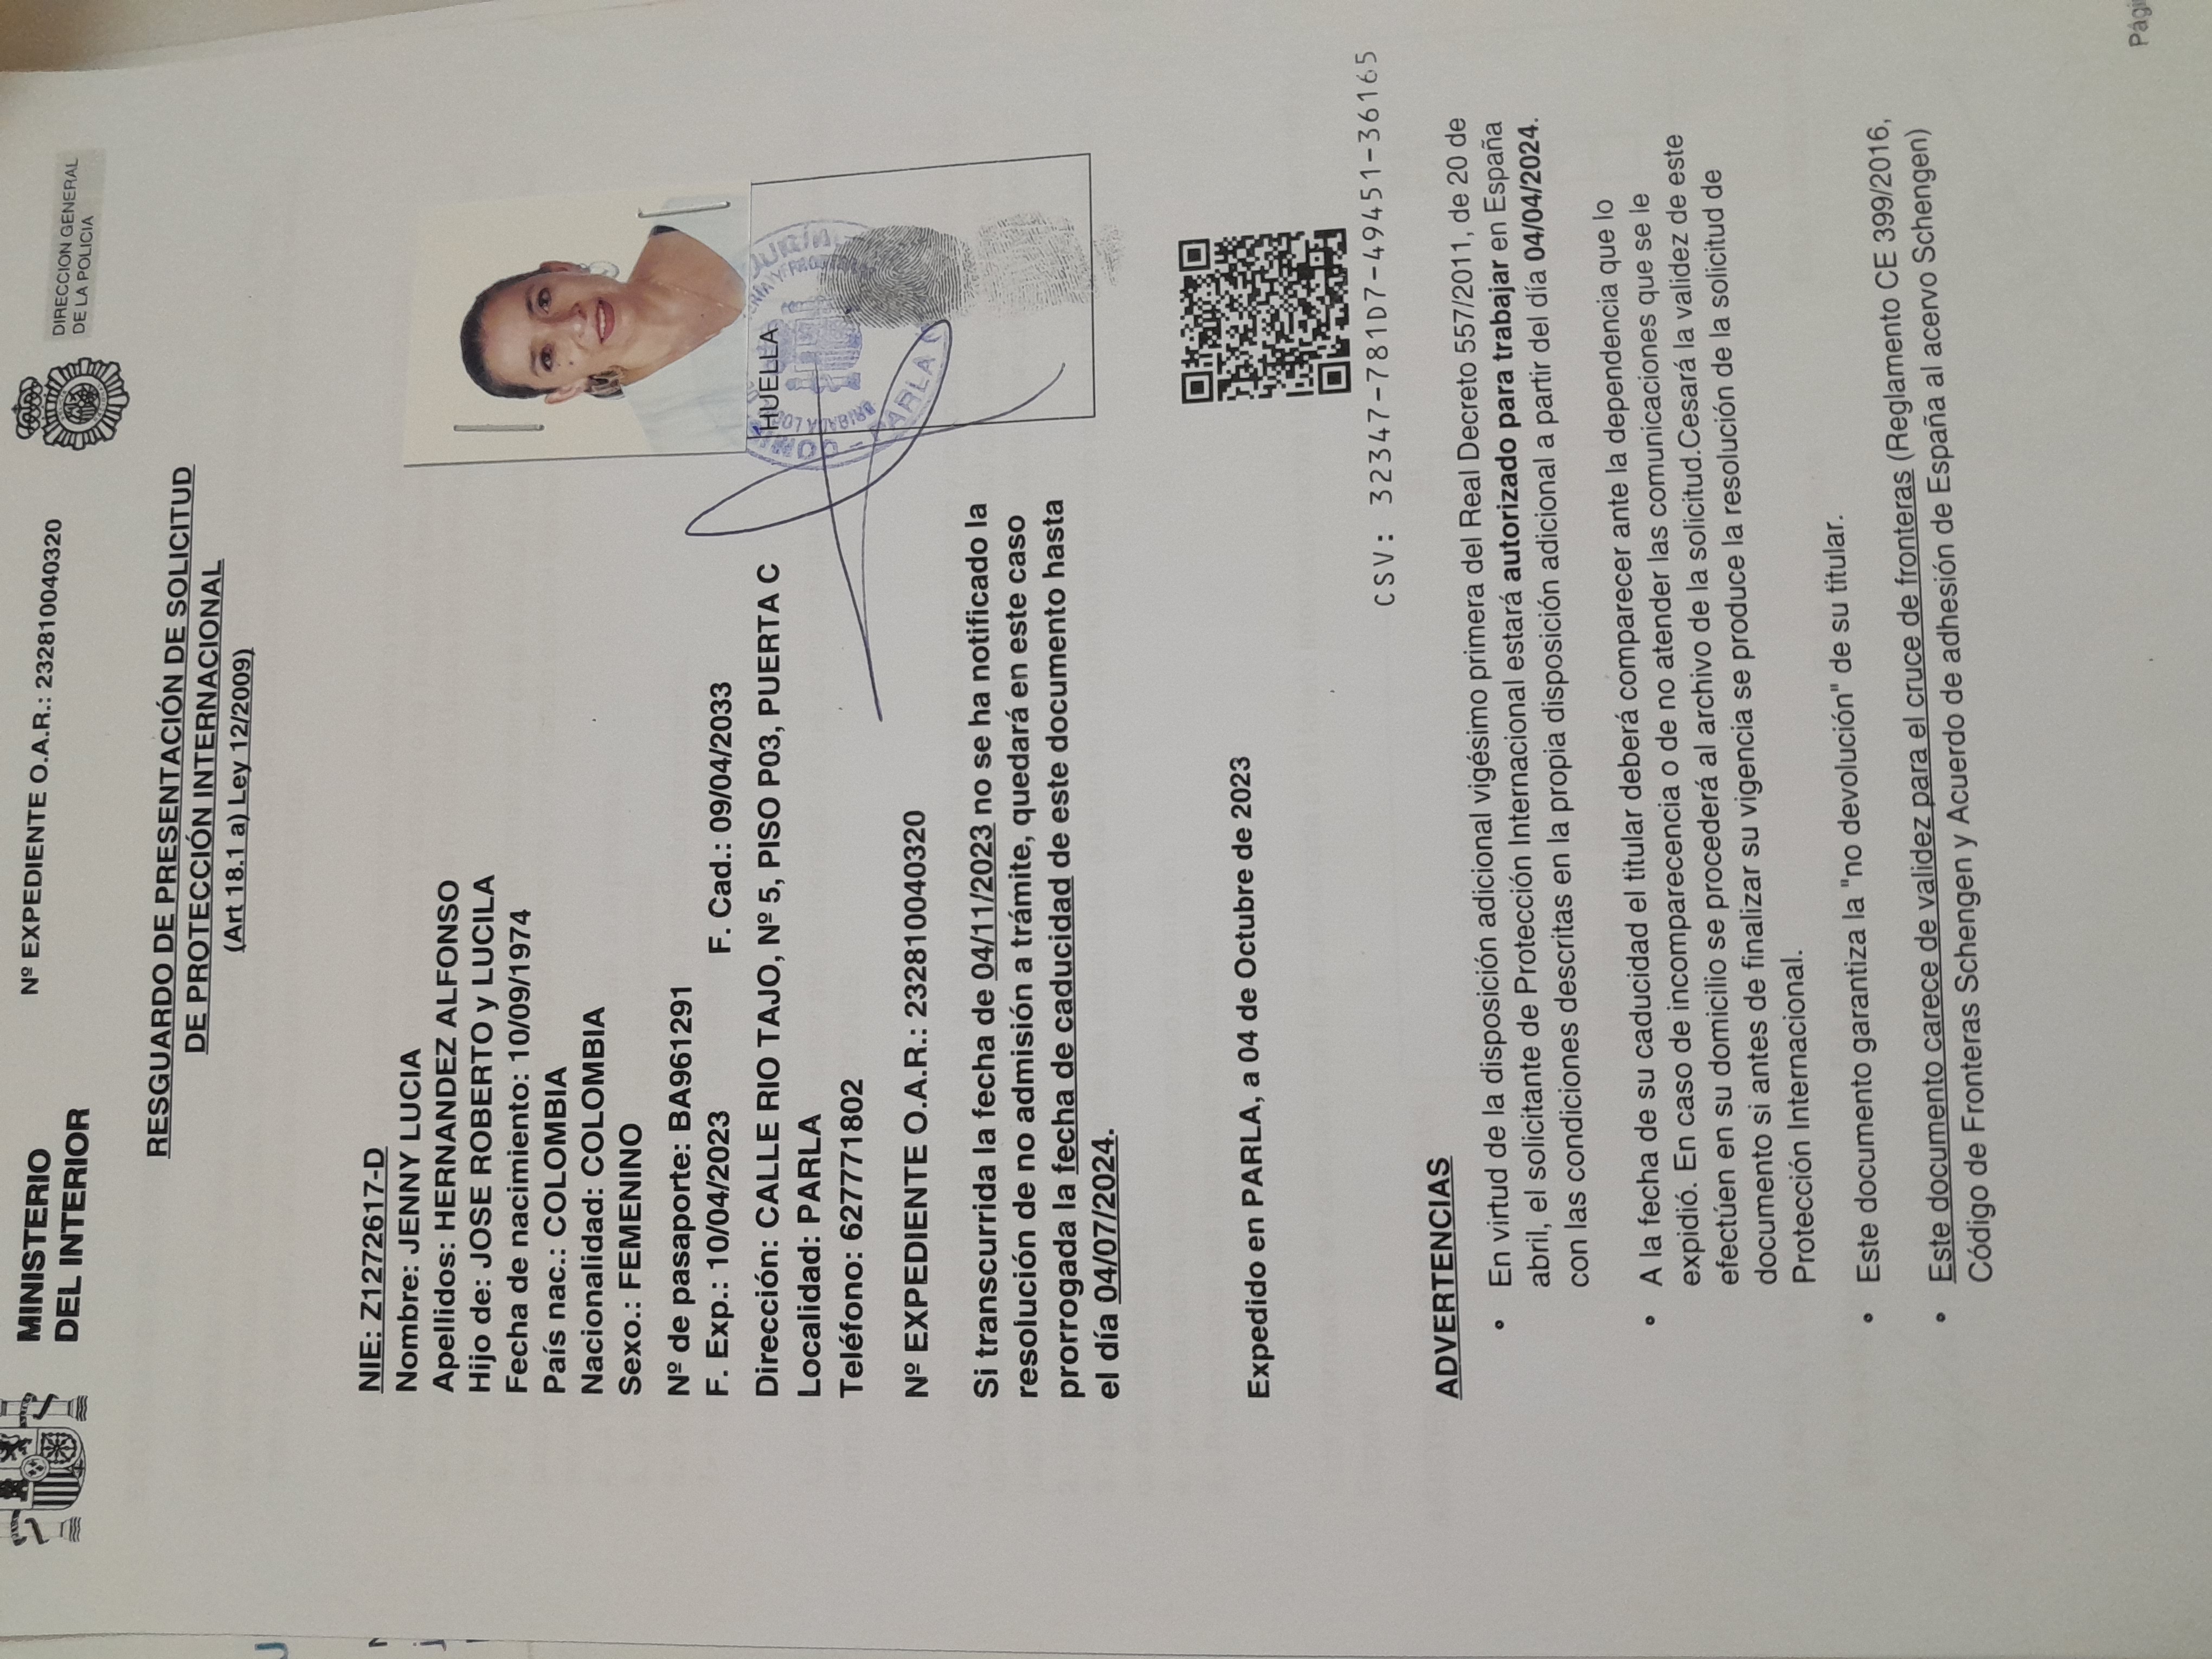 MINISTERIO
DEL INTERIOR
Nº EXPEDIENTE O.A.R.: 232810040320
DIRECCION GENERAL
DE LA POLICIA
RESGUARDO DE PRESENTACIÓN DE SOLICITUD
DE PROTECCIÓN INTERNACIONAL
(Art 18.1 a) Ley 12/2009)
NIE: Z1272617-D
Nombre: JENNY LUCIA
Apellidos: HERNANDEZ ALFONSO
Hijo de: JOSE ROBERTO y LUCILA
Fecha de nacimiento: 10/09/1974
País nac.: COLOMBIA
Nacionalidad: COLOMBIA
Sexo.: FEMENINO
Nº de pasaporte: BA961291
F. Exp.: 10/04/2023 F. Cad.: 09/04/2033
Dirección: CALLE RIO TAJO, Nº 5, PISO P03, PUERTA C
Localidad: PARLA
Teléfono: 627771802
HUELLA
PARLA
Nº EXPEDIENTE O.A.R.: 232810040320
Si transcurrida la fecha de 04/11/2023 no se ha notificado la
resolución de no admisión a trámite, quedará en este caso
prorrogada la fecha de caducidad de este documento hasta
el día 04/07/2024.
Expedido en PARLA, a 04 de Octubre de 2023
CSV: 32347-781D7-49451-36165
ADVERTENCIAS
° En virtud de la disposición adicional vigésimo primera del Real Decreto 557/2011, de 20 de
abril, el solicitante de Protección Internacional estará autorizado para trabajar en España
con las condiciones descritas en la propia disposición adicional a partir del día 04/04/2024.
° A la fecha de su caducidad el titular deberá comparecer ante la dependencia que lo
expidió. En caso de incomparecencia o de no atender las comunicaciones que se le
efectúen en su domicilio se procederá al archivo de la solicitud.Cesará la validez de este
documento si antes de finalizar su vigencia se produce la resolución de la solicitud de
Protección Internacional.
° Este documento garantiza la "no devolución" de su titular.
° Este documento carece de validez para el cruce de fronteras (Reglamento CE 399/2016,
Código de Fronteras Schengen y Acuerdo de adhesión de España al acervo Schengen)